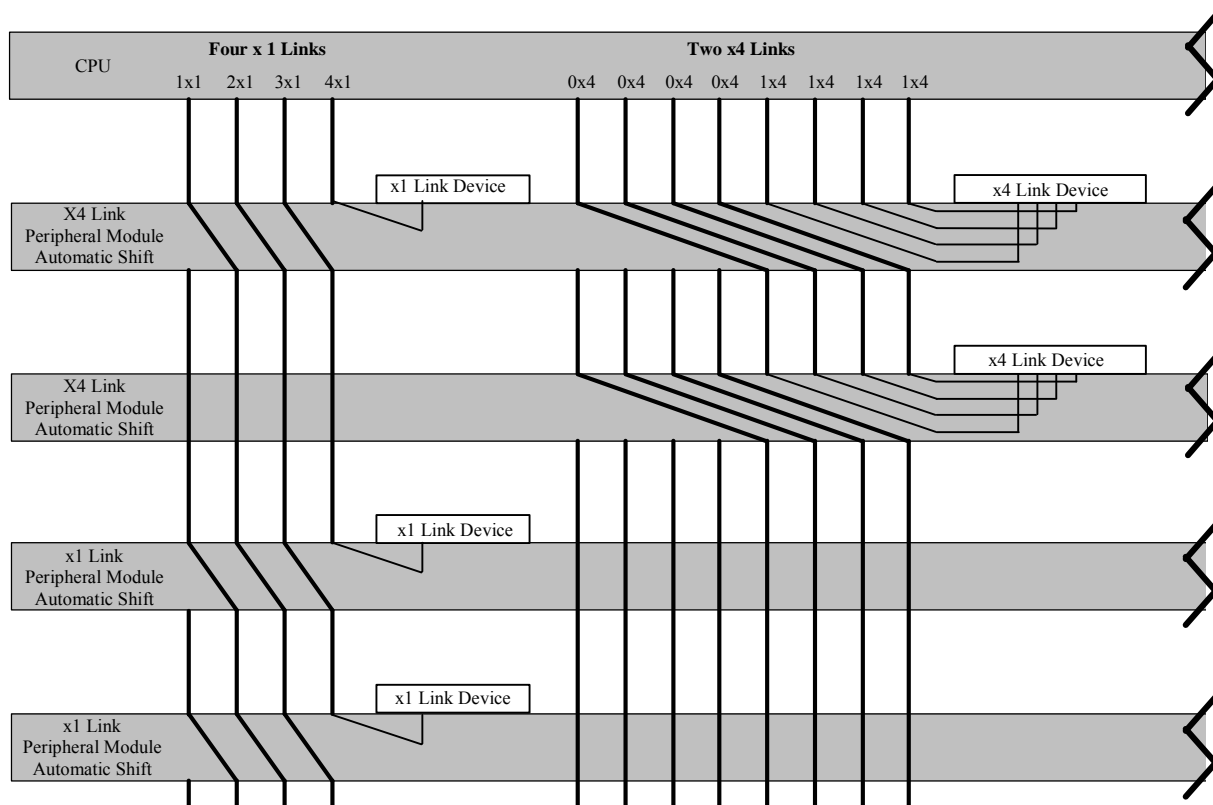 Four x 1 Links
Two x4 Links
CPU
1x1 2x1 3x1 4x1
0x4 0x4 0x4 0x4 1x4 1x4 1x4 1x4
x1 Link Device
x4 Link Device
X4 Link
Peripheral Module
Automatic Shift
x4 Link Device
X4 Link
Peripheral Module
Automatic Shift
x1 Link Device
x1 Link
Peripheral Module
Automatic Shift
x1 Link Device
x1 Link
Peripheral Module
Automatic Shift